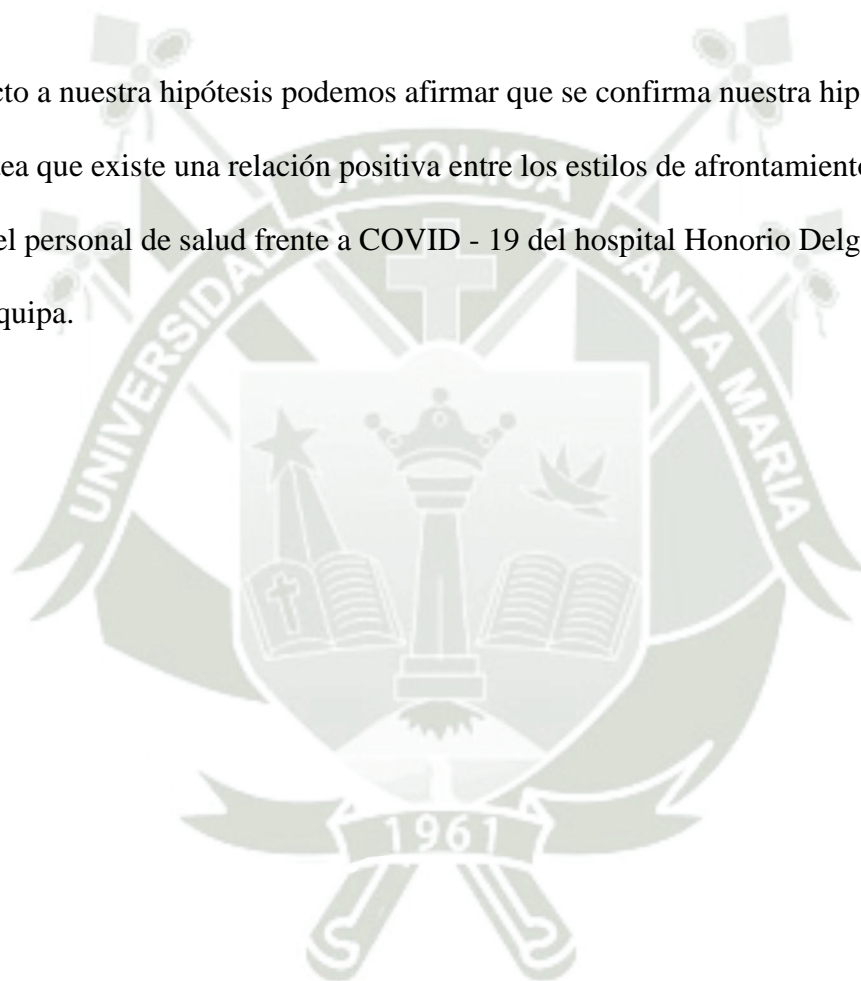 cto a nuestra hipótesis podemos afirmar que se confirma nuestra hip
ea que existe una relación positiva entre los estilos de afrontamiento
el personal de salud frente a COVID - 19 del hospital Honorio Delg
quipa.
UNIVERSIDAD CATOLICA SANTA MARIA
1961